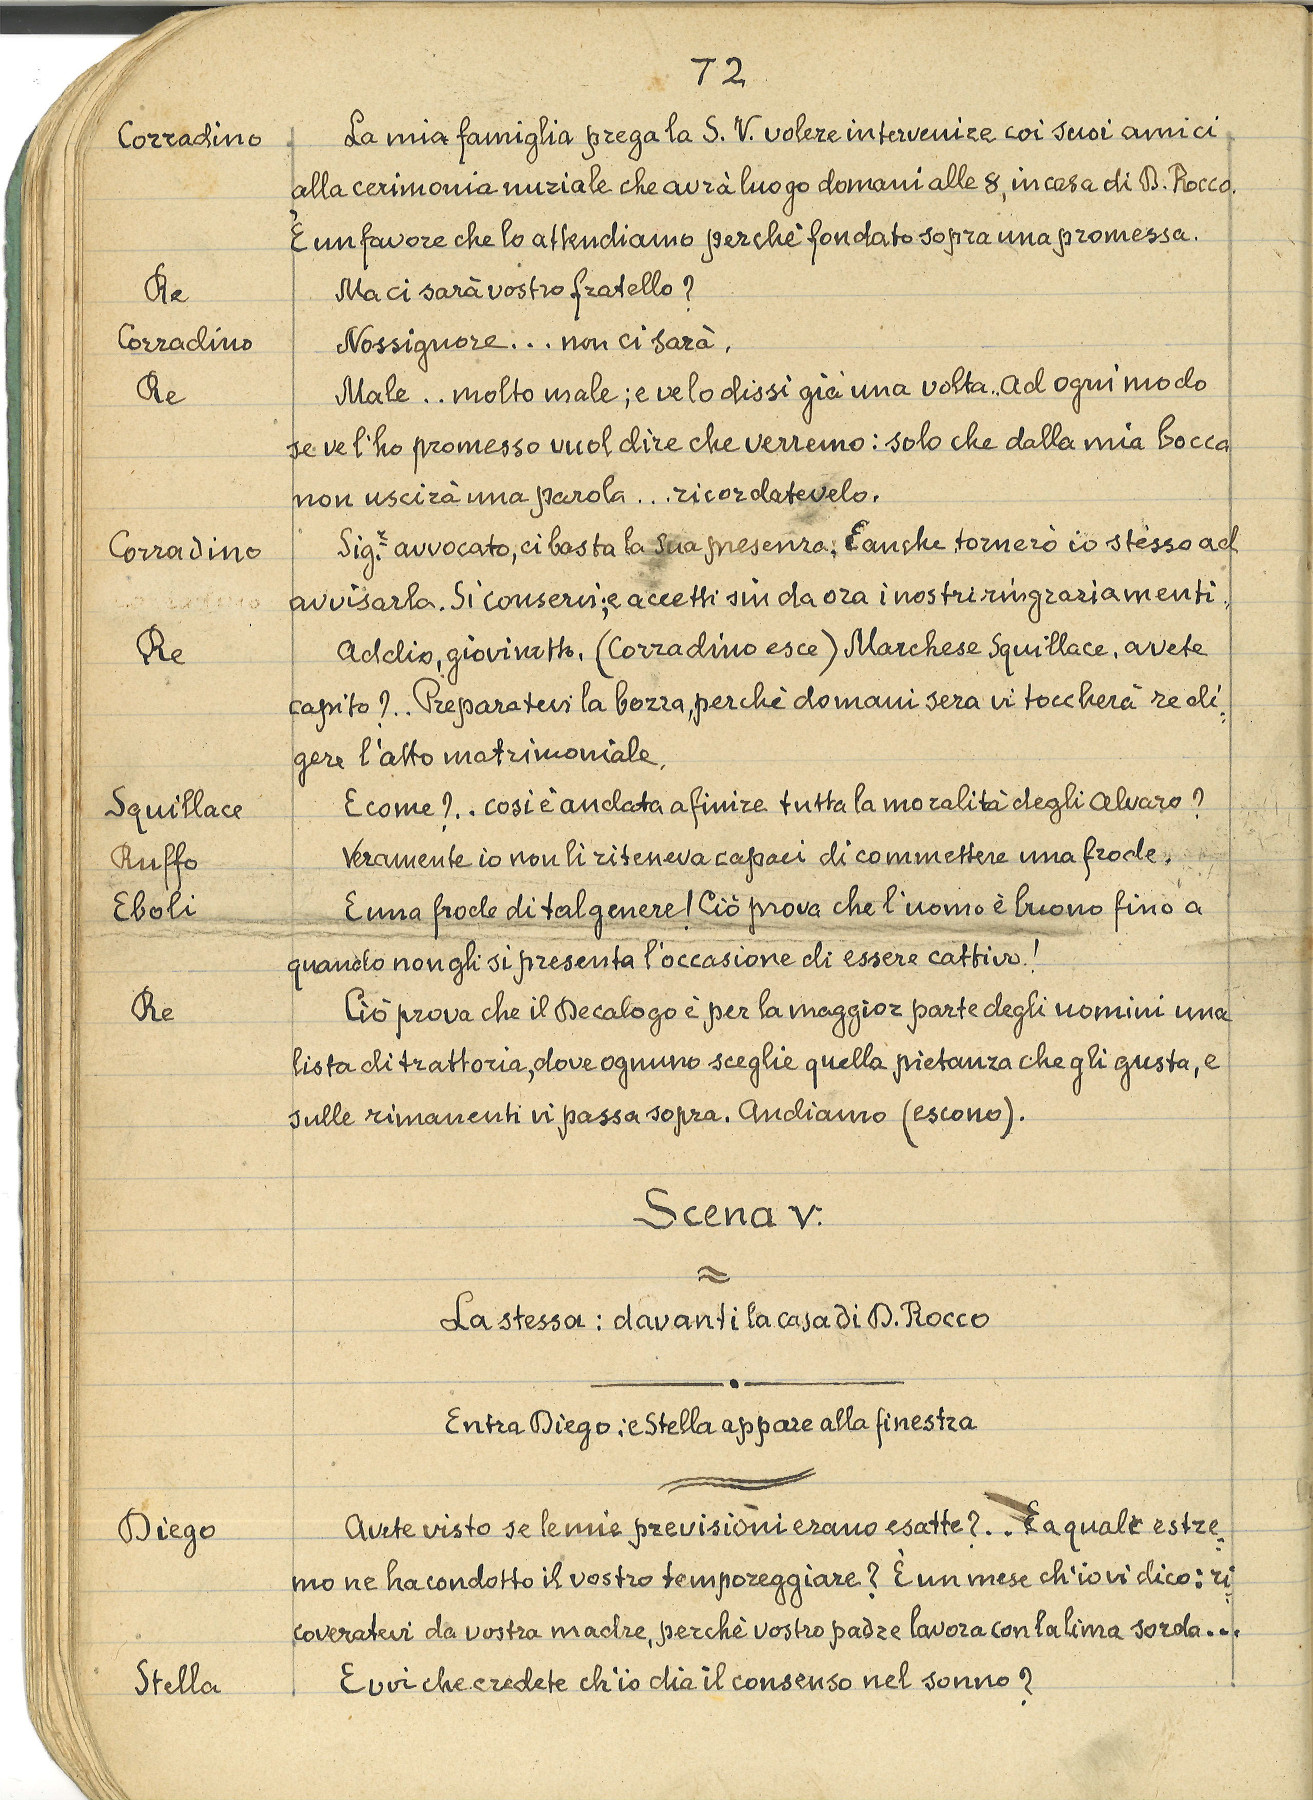 72
Corradino La mia famiglia prega la S. V. volere intervenire coi suoi amici
alla cerimonia nuziale che avrà luogo domani alle 8, in casa di D. Rocco.
È un favore che lo attendiamo perchè fondato sopra una promessa.
Re Ma ci sarà vostro fratello?
Corradino Nossignore... non ci sarà.
Re Male .. molto male; e ve lo dissi già una volta.. Ad ogni modo
se ve l'ho promesso vuol dire che verremo: solo che dalla mia bocca
non uscirà una parola ... ricordatevelo.
Corradino Sig.r avvocato, ci basta la sua presenza; E anche tornerò io stesso ad
avvisarla. Si conservi; e accetti sin da ora i nostri ringraziamenti.
Re Addio, giovinetto. (Corradino esce) Marchese Squillace, avete
capito?.. Preparatevi la bozza, perchè domani sera vi toccherà redi=
gere l'atto matrimoniale.
Squillace E come?.. così è andata a finire tutta la moralità degli Alvaro?
Ruffo Veramente io non li riteneva capaci di commettere una frode.
Eboli E una frode di tal genere! Ciò prova che l'uomo è buono fino a
quando non gli si presenta l'occasione di essere cattivo!
Re Ciò prova che il Decalogo è per la maggior parte degli uomini una
lista di trattoria, dove ognuno sceglie quella pietanza che gli gusta, e
sulle rimanenti vi passa sopra. Andiamo (escono).
Scena V.
La stessa: davanti la casa di D. Rocco
Entra Diego: e Stella appare alla finestra
Diego Avete visto se le mie previsioni erano esatte?.. E a quale estre=
mo ne ha condotto il vostro temporeggiare? È un mese ch'io vi dico: ri=
coveratevi da vostra madre, perchè vostro padre lavora con la lima sorda...
Stella E voi che credete ch'io dia il consenso nel sonno?